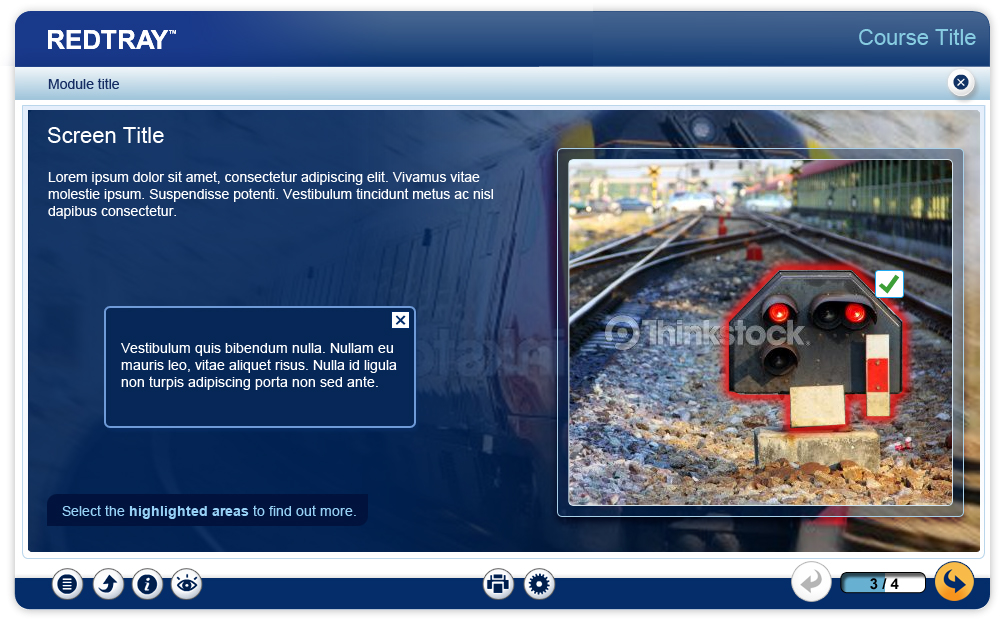 REDTRAY™
Course Title
Module title
Screen Title
Lorem ipsum dolor sit amet, consectetur adipiscing elit. Vivamus vitae
molestie ipsum. Suspendisse potenti. Vestibulum tincidunt metus ac nisl
dapibus consectetur.
Thinkstock
Vestibulum quis bibendum nulla. Nullam eu
mauris leo, vitae aliquet risus. Nulla id ligula
non turpis adipiscing porta non sed ante.
Select the highlighted areas to find out more.
3 / 4